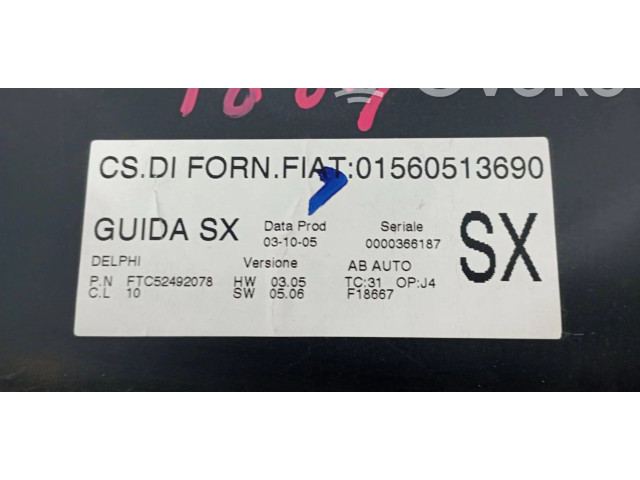 CS.DI FORN.FIAT:01560513690
GUIDA SX
Data Prod
03-10-05
Seriale
0000366187
SX
DELPHI
P.N FTC52492078
C.L 10
Versione
HW 03.05
SW 05.06
AB AUTO
TC:31 OP:J4
F18667